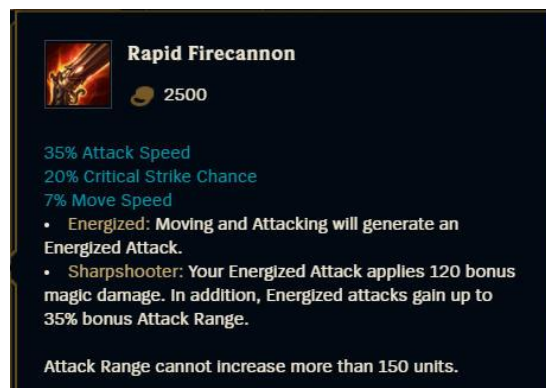 Rapid Firecannon
2500
35% Attack Speed
20% Critical Strike Chance
7% Move Speed
• Energized: Moving and Attacking will generate an
Energized Attack.
• Sharpshooter: Your Energized Attack applies 120 bonus
magic damage. In addition, Energized attacks gain up to
35% bonus Attack Range.
Attack Range cannot increase more than 150 units.